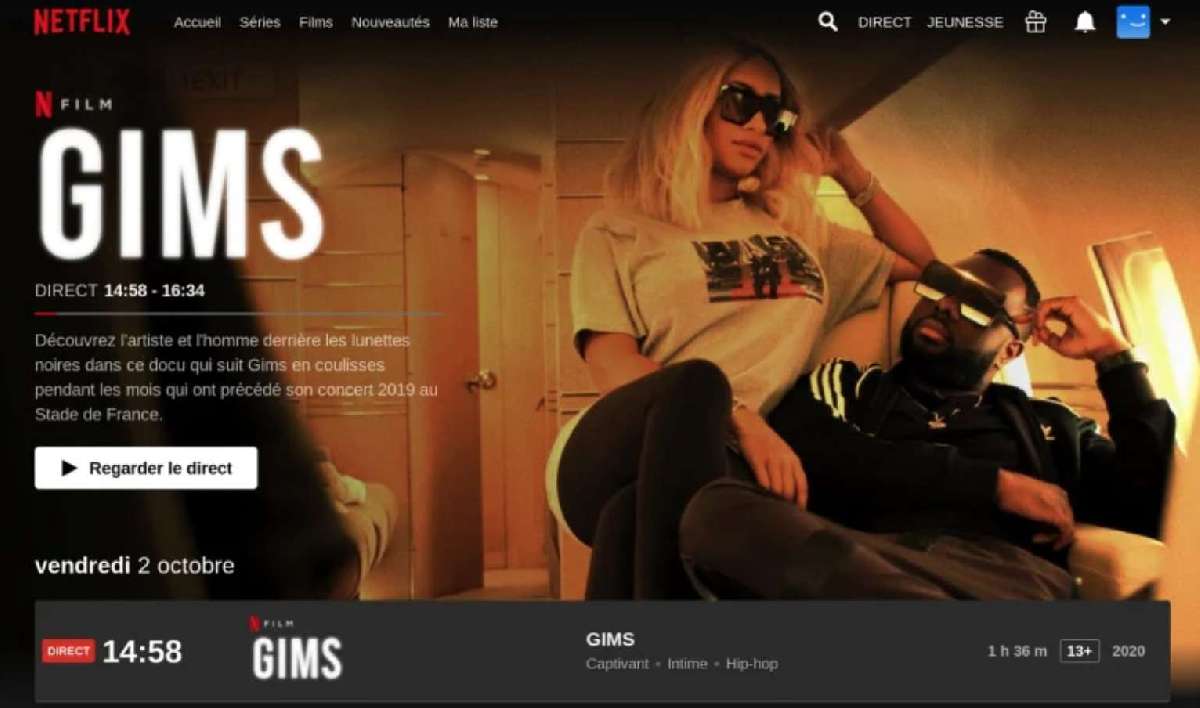 NETFLIX Accueil Séries Films Nouveautés Ma liste DIRECT JEUNESSE
N FILM
GIMS
DIRECT 14:58 - 16:34
Découvrez l'artiste et l'homme derrière les lunettes
noires dans ce docu qui suit Gims en coulisses
pendant les mois qui ont précédé son concert 2019 au
Stade de France.
Regarder le direct
vendredi 2 octobre
DIRECT 14:58
N FILM
GIMS
GIMS
Captivant • Intime • Hip-hop
1 h 36 m 13+ 2020